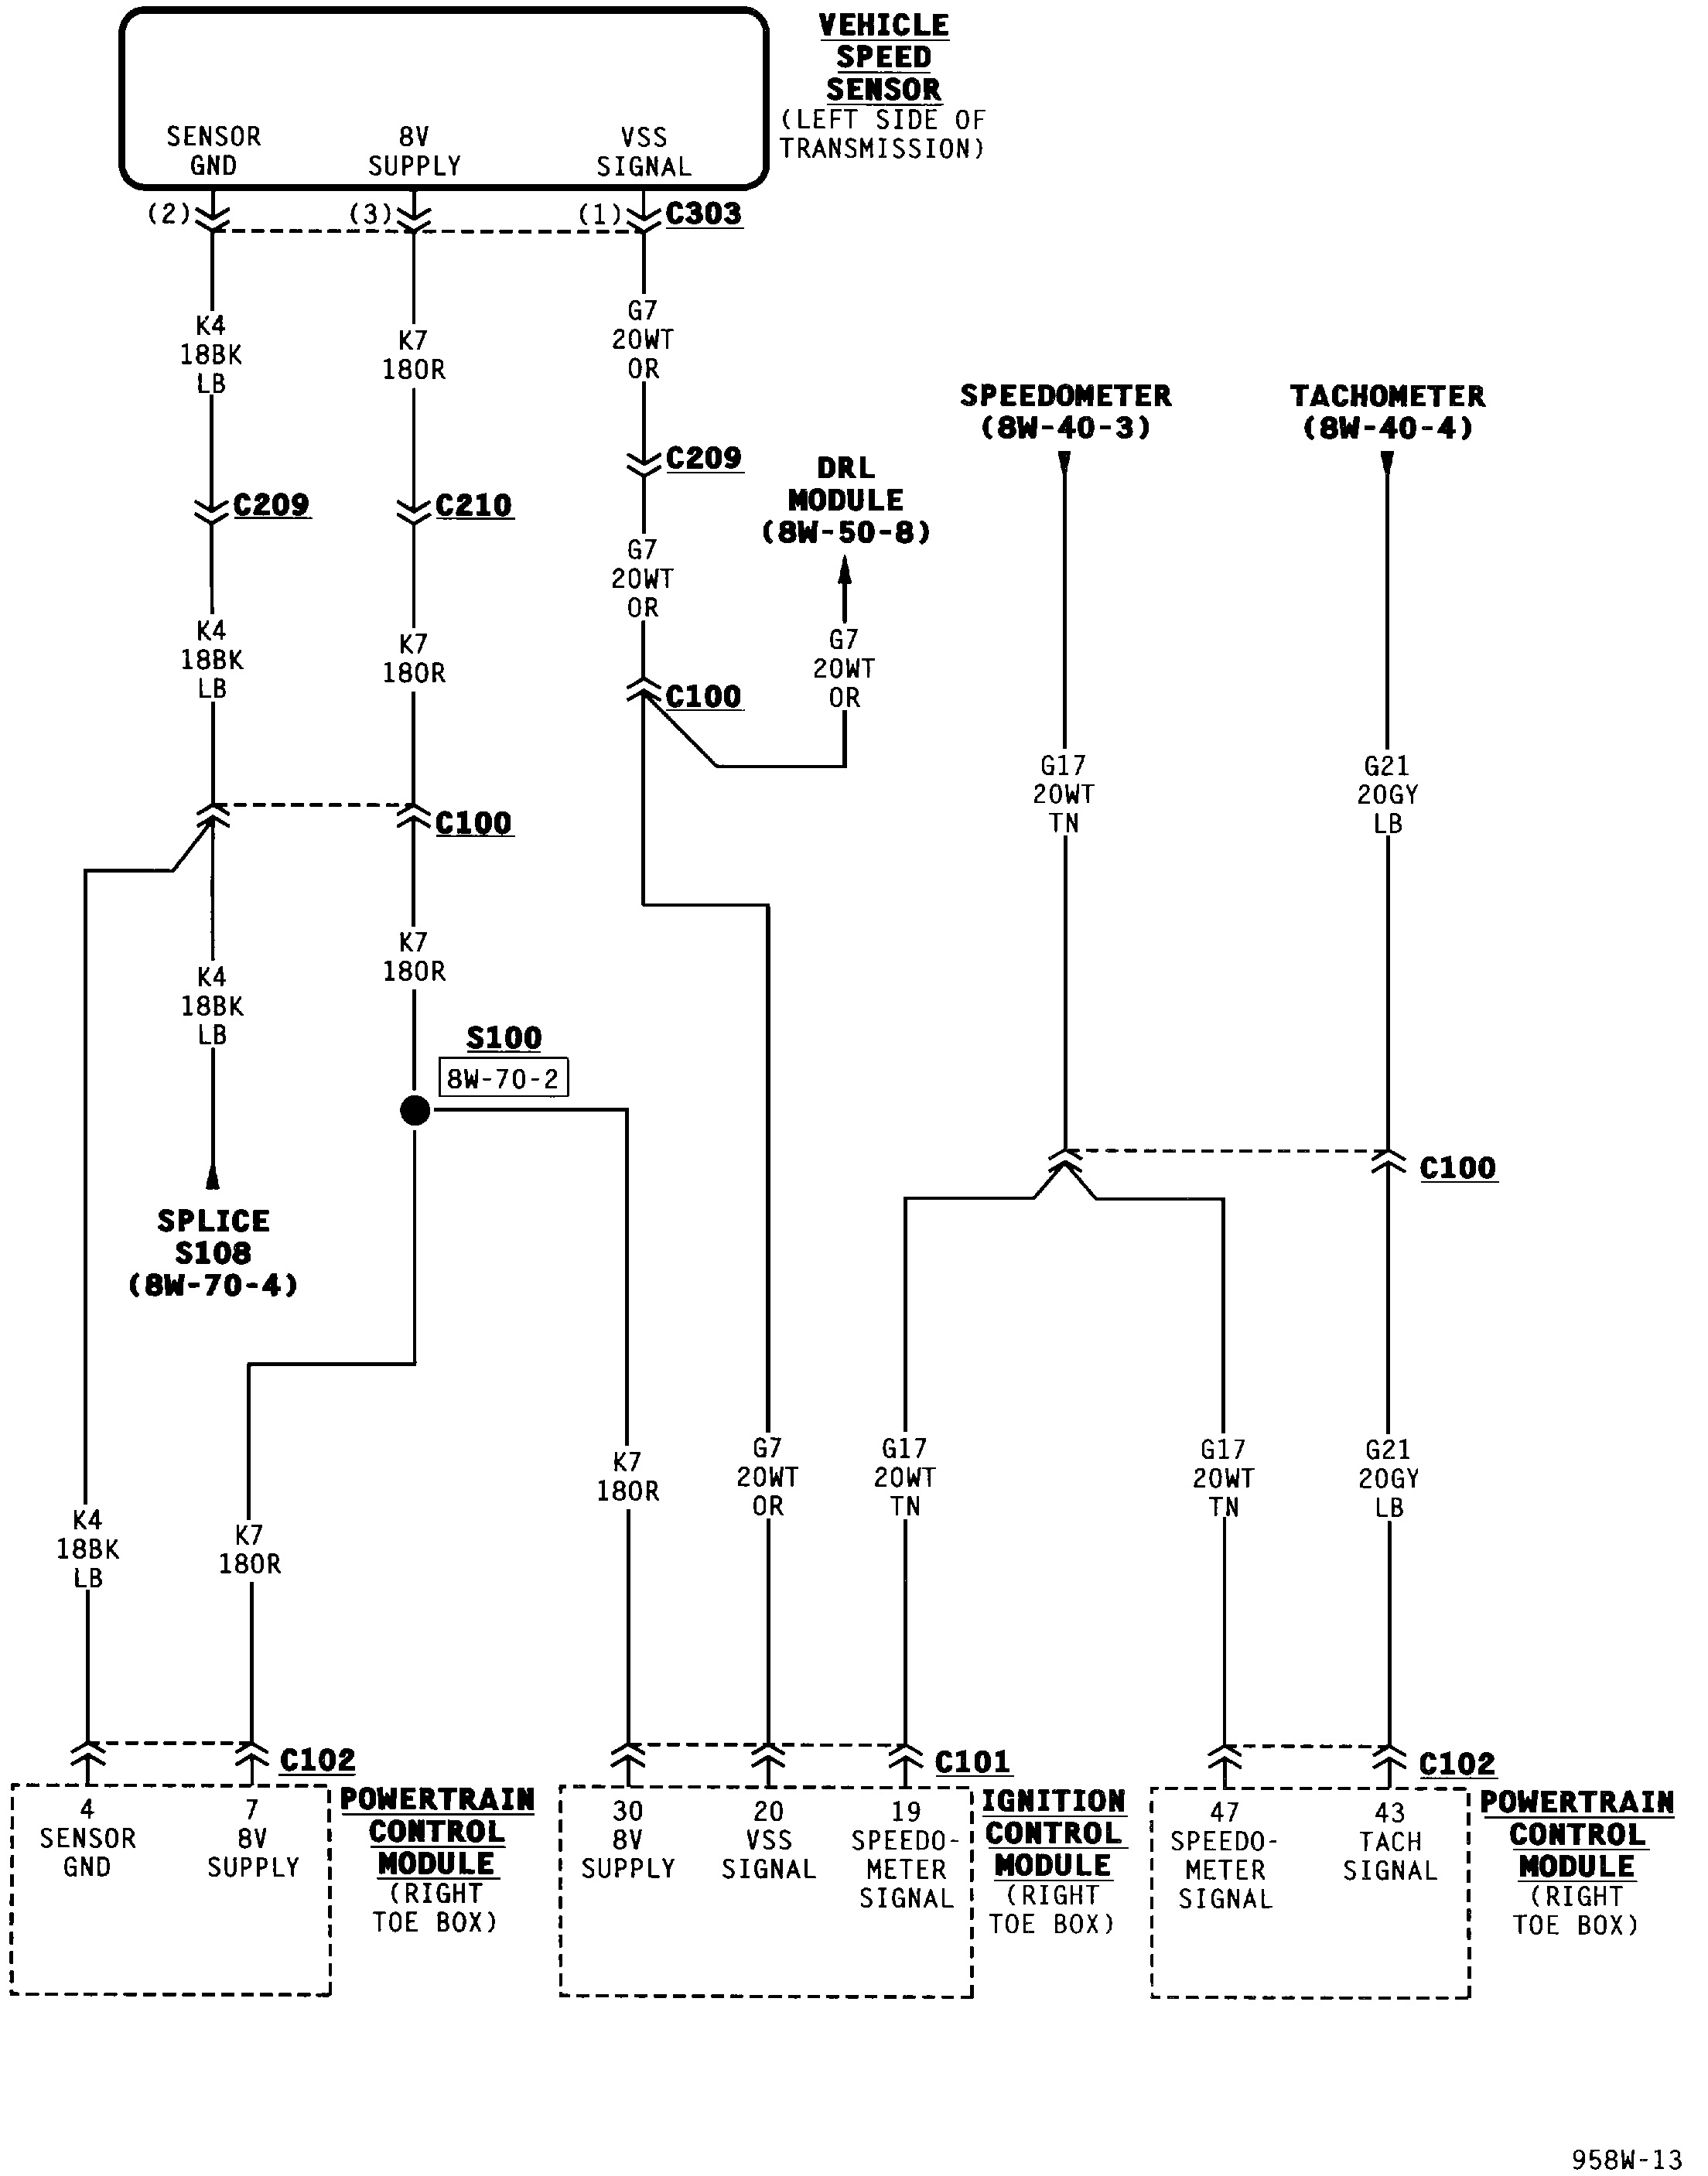 VEHICLE
SPEED
SENSOR
(LEFT SIDE OF
TRANSMISSION)
SENSOR
GND
8V
SUPPLY
VSS
SIGNAL
(2)
(3)
(1)
C303
K4
18BK
LB
K7
18OR
G7
20WT
OR
C209
C210
C209
SPEEDOMETER
(8W-40-3)
TACHOMETER
(8W-40-4)
DRL
MODULE
(8W-50-8)
K4
18BK
LB
K7
18OR
G7
20WT
OR
G7
20WT
OR
C100
G17
20WT
TN
G21
20GY
LB
C100
K4
18BK
LB
K7
18OR
S100
8W-70-2
SPLICE
S108
(8W-70-4)
C100
K4
18BK
LB
K7
18OR
K7
18OR
G7
20WT
OR
G17
20WT
TN
G17
20WT
TN
G21
20GY
LB
C102
C101
C102
4
SENSOR
GND
7
8V
SUPPLY
POWERTRAIN
CONTROL
MODULE
(RIGHT
TOE BOX)
30
8V
SUPPLY
20
VSS
SIGNAL
19
SPEEDO-
METER
SIGNAL
IGNITION
CONTROL
MODULE
(RIGHT
TOE BOX)
47
SPEEDO-
METER
SIGNAL
43
TACH
SIGNAL
POWERTRAIN
CONTROL
MODULE
(RIGHT
TOE BOX)
958W-13